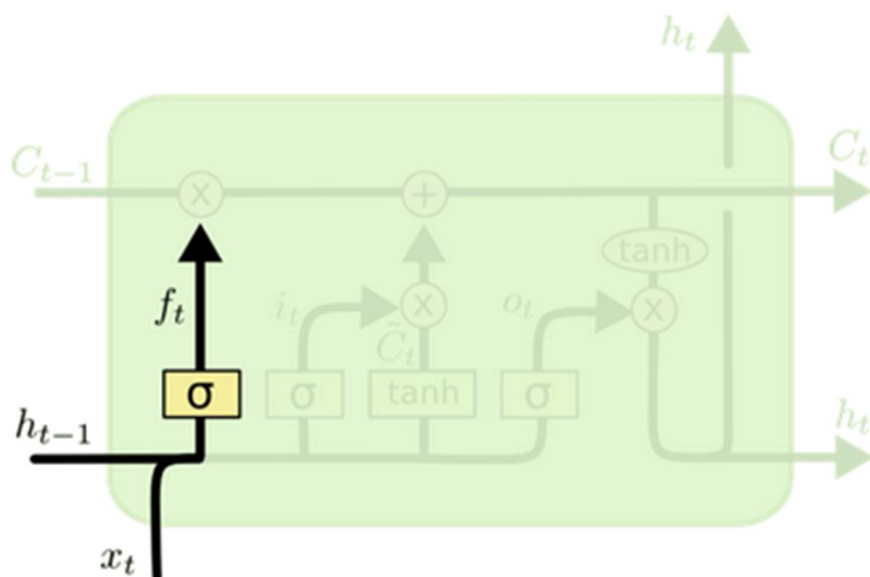 h_t
C_{t-1} x + C_t
tanh
f_t i_t x o_t x
C̃_t
σ σ tanh σ
h_{t-1} h_t
x_t